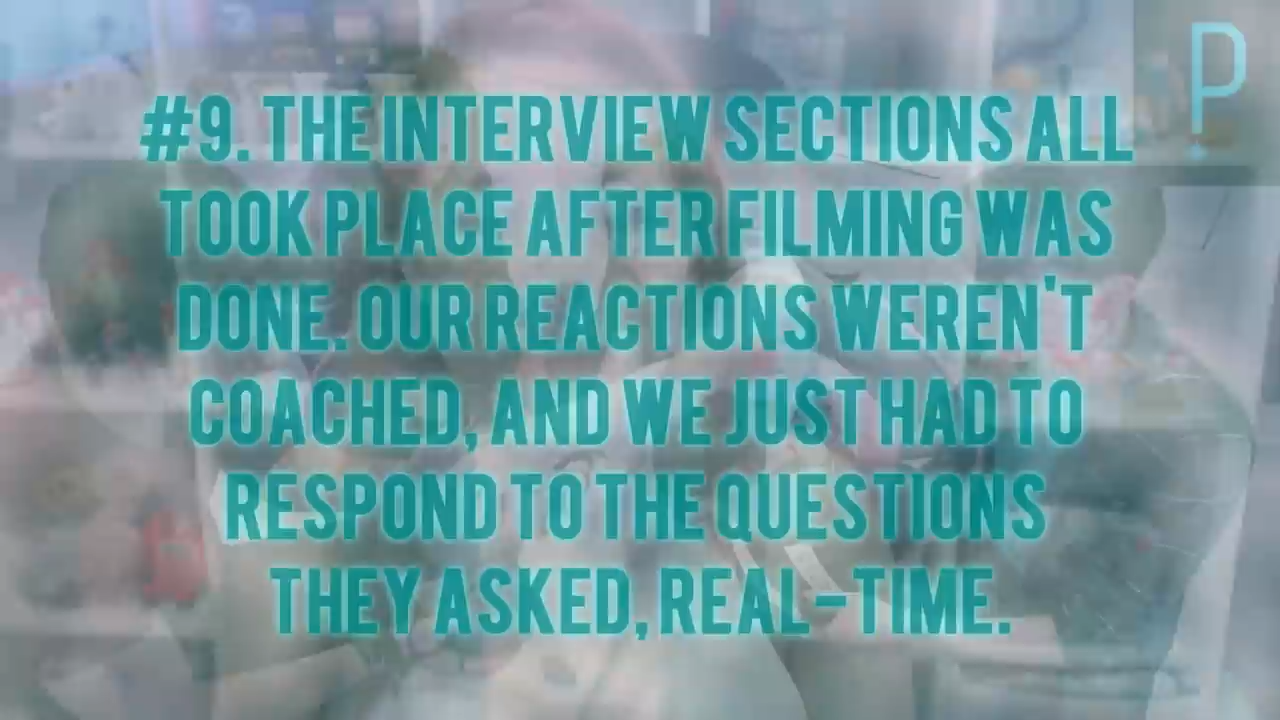 P
#9. THE INTERVIEW SECTIONS ALL
TOOK PLACE AFTER FILMING WAS
DONE. OUR REACTIONS WEREN'T
COACHED, AND WE JUST HAD TO
RESPOND TO THE QUESTIONS
THEY ASKED, REAL-TIME.